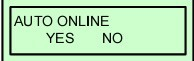 AUTO ONLINE
YES NO